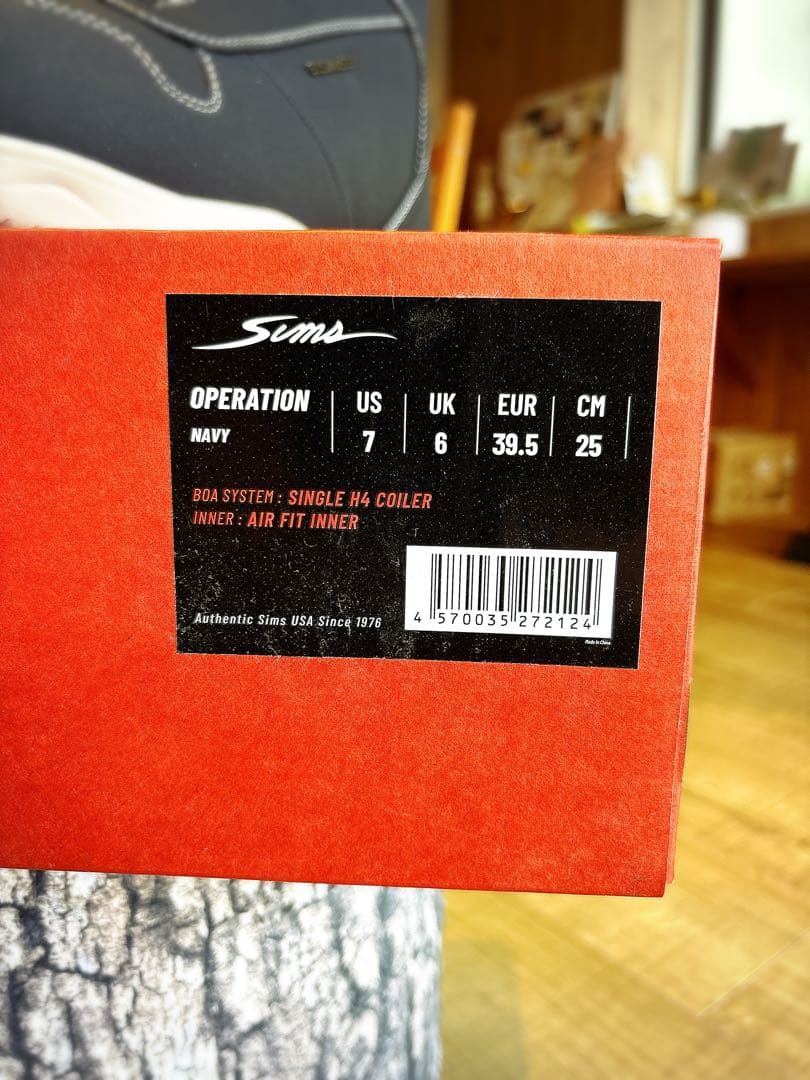 Sims
OPERATION US UK EUR CM
NAVY 7 6 39.5 25
BOA SYSTEM : SINGLE H4 COILER
INNER : AIR FIT INNER
4 570035 272124
Authentic Sims USA Since 1976
Made In China